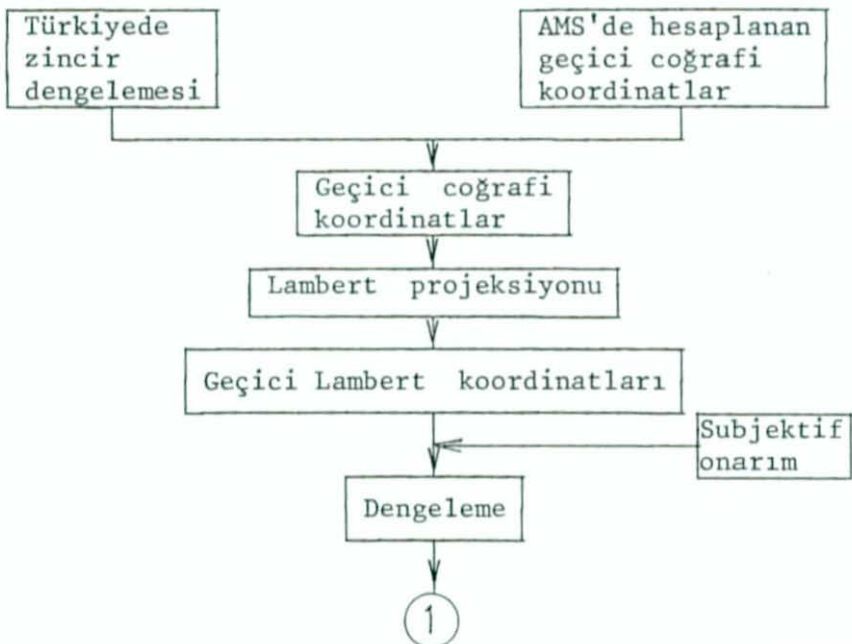 Türkiyede
zincir
dengelemesi
AMS'de hesaplanan
geçici coğrafi
koordinatlar
Geçici coğrafi
koordinatlar
Lambert projeksiyonu
Geçici Lambert koordinatları
Subjektif
onarım
Dengeleme
1